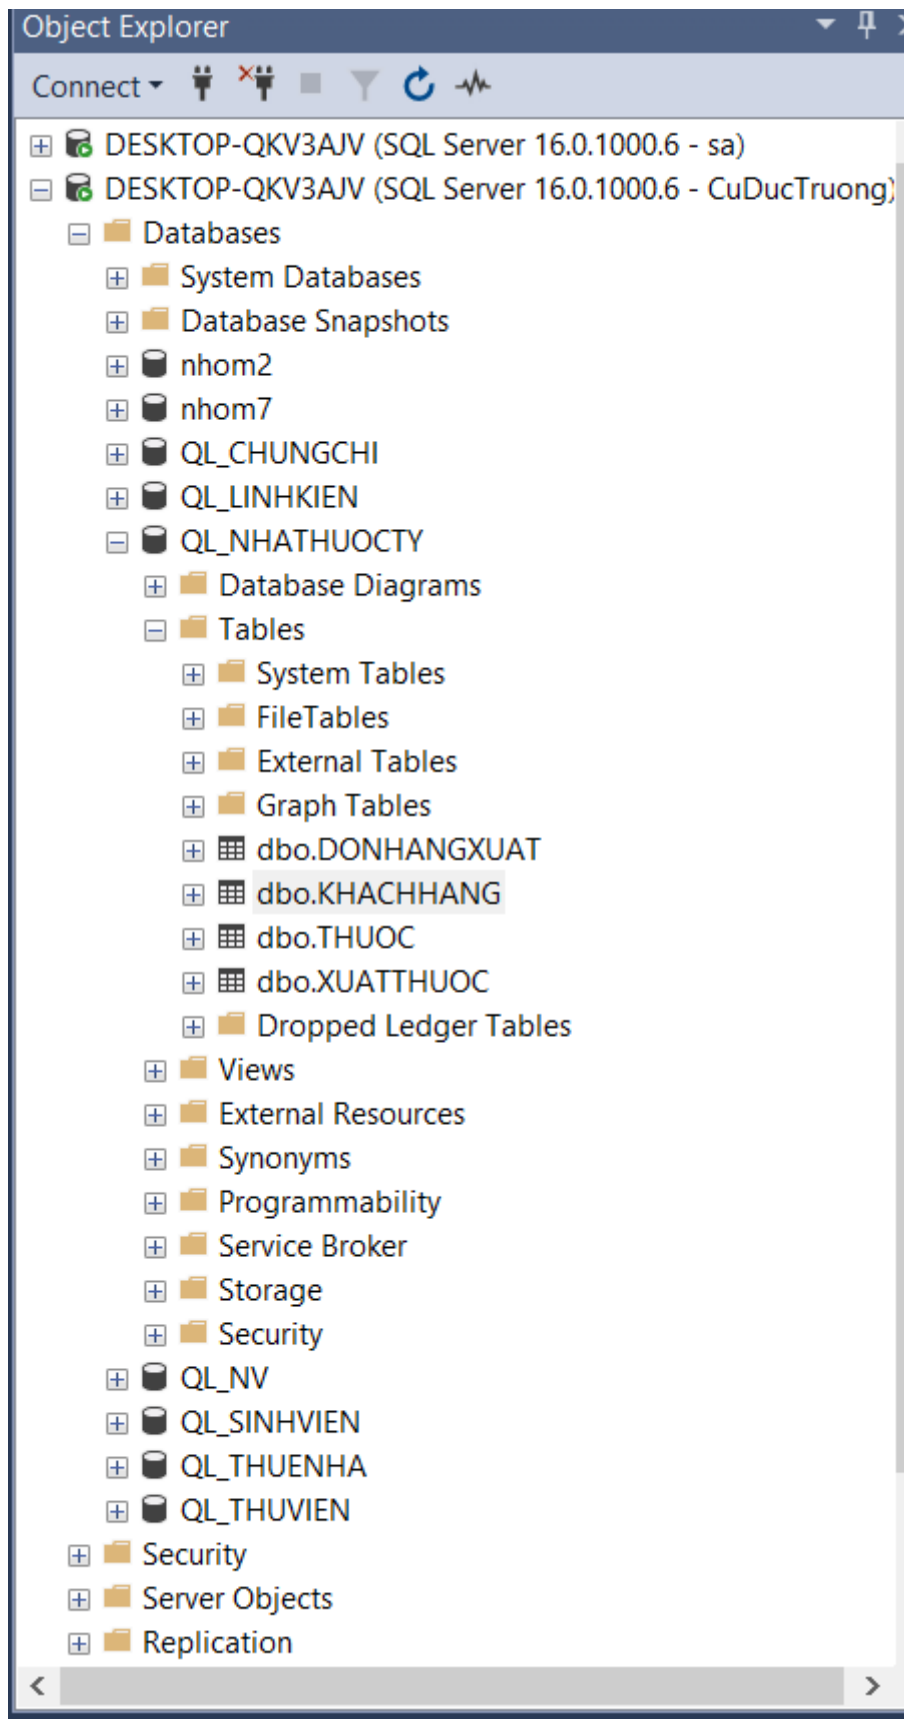 Object Explorer
Connect
DESKTOP-QKV3AJV (SQL Server 16.0.1000.6 - sa)
DESKTOP-QKV3AJV (SQL Server 16.0.1000.6 - CuDucTruong)
Databases
System Databases
Database Snapshots
nhom2
nhom7
QL_CHUNGCHI
QL_LINHKIEN
QL_NHATHUOCTY
Database Diagrams
Tables
System Tables
FileTables
External Tables
Graph Tables
dbo.DONHANGXUAT
dbo.KHACHHANG
dbo.THUOC
dbo.XUATTHUOC
Dropped Ledger Tables
Views
External Resources
Synonyms
Programmability
Service Broker
Storage
Security
QL_NV
QL_SINHVIEN
QL_THUENHA
QL_THUVIEN
Security
Server Objects
Replication